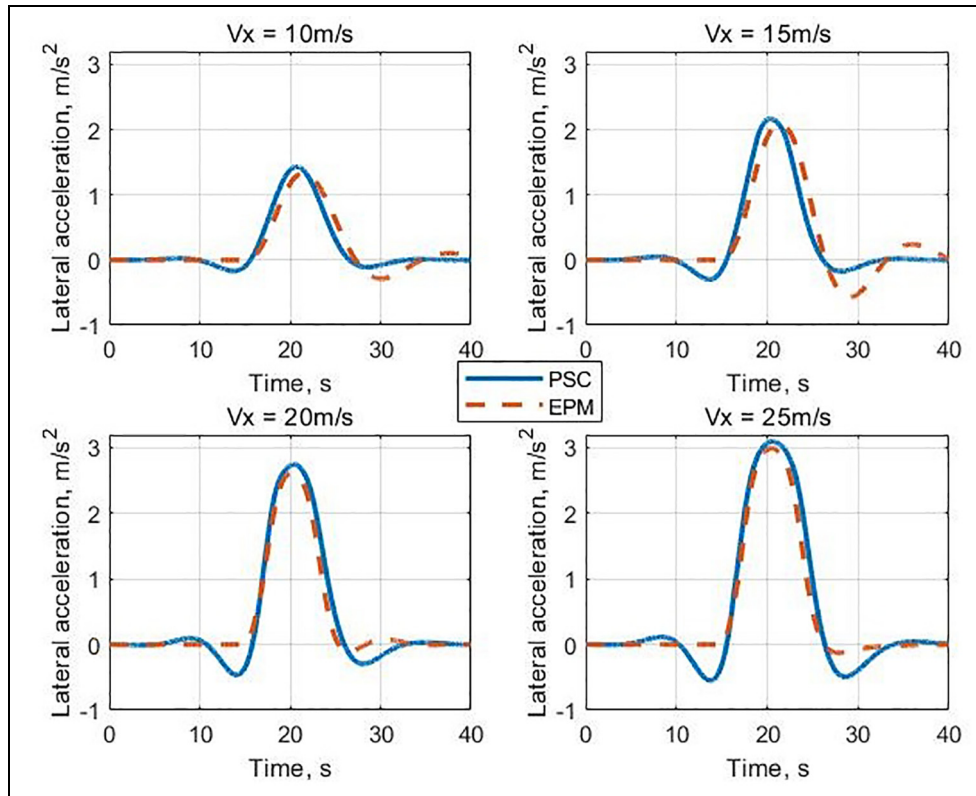 Vx = 10m/s
Lateral acceleration, m/s²
3
2
1
0
-1
0 10 20 30 40
Time, s
Vx = 15m/s
Lateral acceleration, m/s²
3
2
1
0
-1
0 10 20 30 40
Time, s
PSC
EPM
Vx = 20m/s
Lateral acceleration, m/s²
3
2
1
0
-1
0 10 20 30 40
Time, s
Vx = 25m/s
Lateral acceleration, m/s²
3
2
1
0
-1
0 10 20 30 40
Time, s